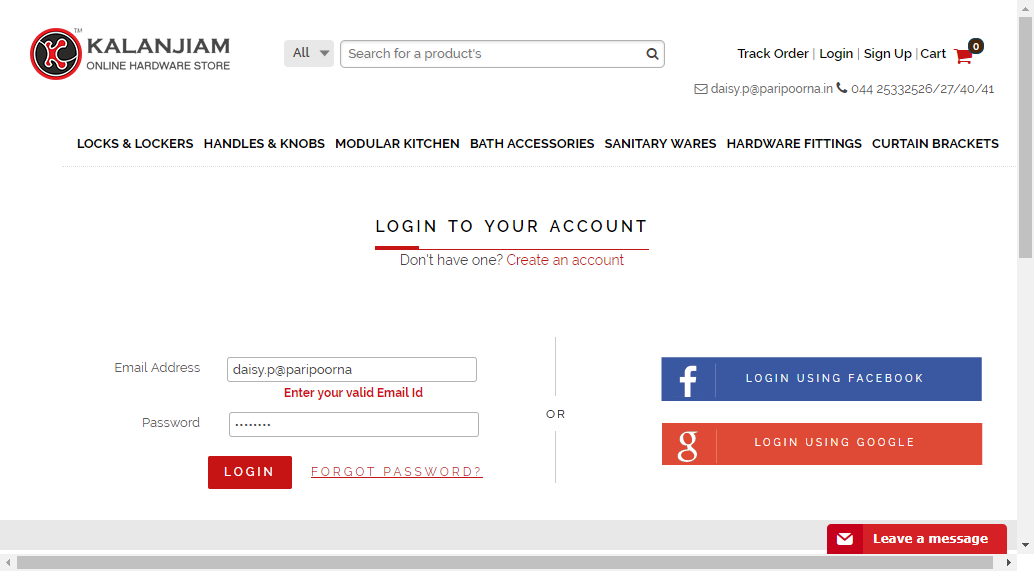 KALANJIAM
TM
ONLINE HARDWARE STORE
All
Search for a product's
Track Order | Login | Sign Up | Cart 0
daisy.p@paripoorna.in 044 25332526/27/40/41
LOCKS & LOCKERS HANDLES & KNOBS MODULAR KITCHEN BATH ACCESSORIES SANITARY WARES HARDWARE FITTINGS CURTAIN BRACKETS
LOGIN TO YOUR ACCOUNT
Don't have one? Create an account
Email Address daisy.p@paripoorna
Enter your valid Email Id
Password ••••••••
LOGIN FORGOT PASSWORD?
OR
f LOGIN USING FACEBOOK
g LOGIN USING GOOGLE
Leave a message